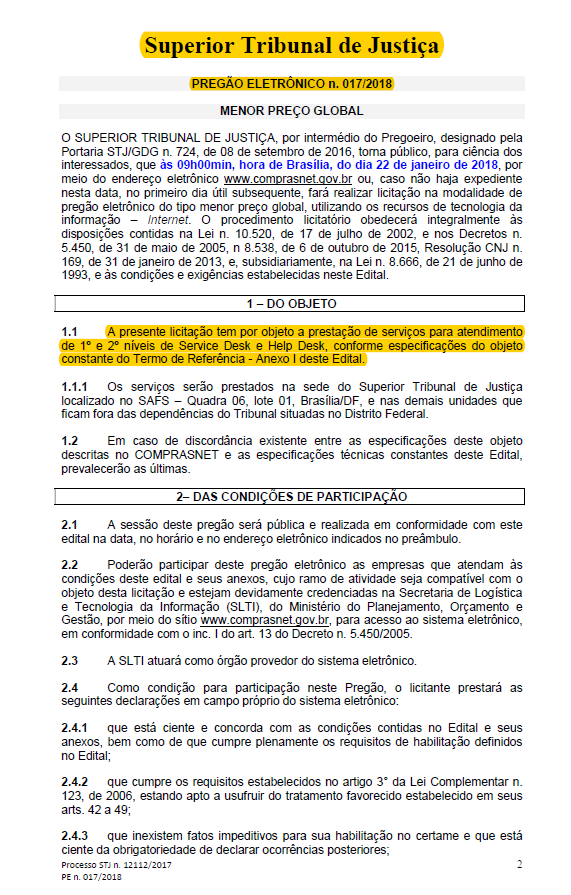 Superior Tribunal de Justiça
PREGÃO ELETRÔNICO n. 017/2018
MENOR PREÇO GLOBAL
O SUPERIOR TRIBUNAL DE JUSTIÇA, por intermédio do Pregoeiro, designado pela
Portaria STJ/GDG n. 724, de 08 de setembro de 2016, torna público, para ciência dos
interessados, que às 09h00min, hora de Brasília, do dia 22 de janeiro de 2018, por
meio do endereço eletrônico www.comprasnet.gov.br ou, caso não haja expediente
nesta data, no primeiro dia útil subsequente, fará realizar licitação na modalidade de
pregão eletrônico do tipo menor preço global, utilizando os recursos de tecnologia da
informação – Internet. O procedimento licitatório obedecerá integralmente às
disposições contidas na Lei n. 10.520, de 17 de julho de 2002, e nos Decretos n.
5.450, de 31 de maio de 2005, n 8.538, de 6 de outubro de 2015, Resolução CNJ n.
169, de 31 de janeiro de 2013, e, subsidiariamente, na Lei n. 8.666, de 21 de junho de
1993, e às condições e exigências estabelecidas neste Edital.
1 – DO OBJETO
1.1 A presente licitação tem por objeto a prestação de serviços para atendimento
de 1º e 2º níveis de Service Desk e Help Desk, conforme especificações do objeto
constante do Termo de Referência - Anexo I deste Edital.
1.1.1 Os serviços serão prestados na sede do Superior Tribunal de Justiça
localizado no SAFS – Quadra 06, lote 01, Brasília/DF, e nas demais unidades que
ficam fora das dependências do Tribunal situadas no Distrito Federal.
1.2 Em caso de discordância existente entre as especificações deste objeto
descritas no COMPRASNET e as especificações técnicas constantes deste Edital,
prevalecerão as últimas.
2– DAS CONDIÇÕES DE PARTICIPAÇÃO
2.1 A sessão deste pregão será pública e realizada em conformidade com este
edital na data, no horário e no endereço eletrônico indicados no preâmbulo.
2.2 Poderão participar deste pregão eletrônico as empresas que atendam às
condições deste edital e seus anexos, cujo ramo de atividade seja compatível com o
objeto desta licitação e estejam devidamente credenciadas na Secretaria de Logística
e Tecnologia da Informação (SLTI), do Ministério do Planejamento, Orçamento e
Gestão, por meio do sítio www.comprasnet.gov.br, para acesso ao sistema eletrônico,
em conformidade com o inc. I do art. 13 do Decreto n. 5.450/2005.
2.3 A SLTI atuará como órgão provedor do sistema eletrônico.
2.4 Como condição para participação neste Pregão, o licitante prestará as
seguintes declarações em campo próprio do sistema eletrônico:
2.4.1 que está ciente e concorda com as condições contidas no Edital e seus
anexos, bem como de que cumpre plenamente os requisitos de habilitação definidos
no Edital;
2.4.2 que cumpre os requisitos estabelecidos no artigo 3° da Lei Complementar n.
123, de 2006, estando apto a usufruir do tratamento favorecido estabelecido em seus
arts. 42 a 49;
2.4.3 que inexistem fatos impeditivos para sua habilitação no certame e que está
ciente da obrigatoriedade de declarar ocorrências posteriores;
Processo STJ n. 12112/2017 2
PE n. 017/2018